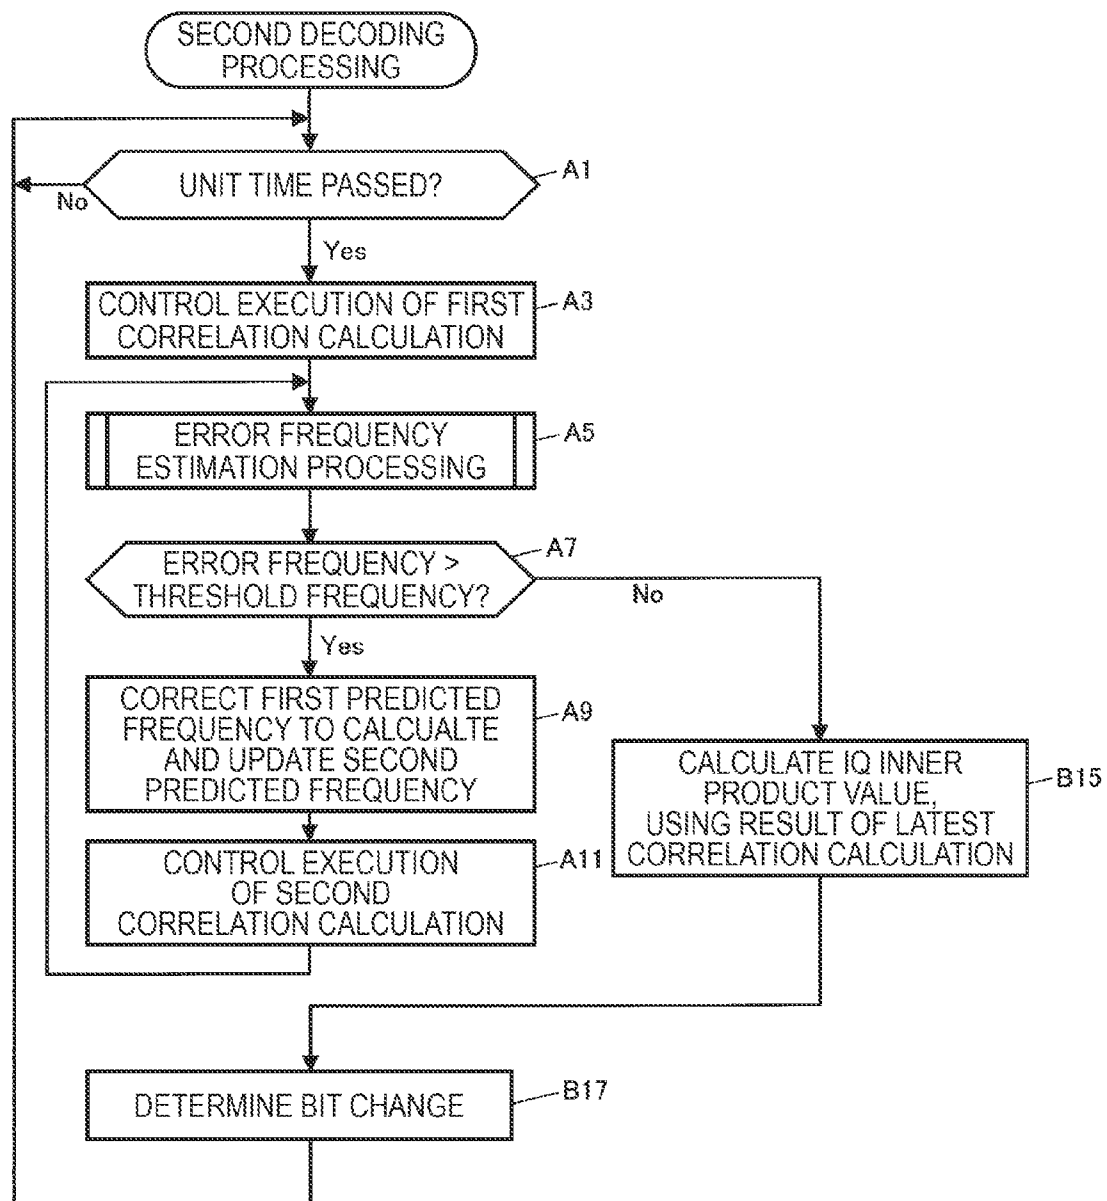 SECOND DECODING
PROCESSING
UNIT TIME PASSED?
A1
No
Yes
CONTROL EXECUTION OF FIRST
CORRELATION CALCULATION
A3
ERROR FREQUENCY
ESTIMATION PROCESSING
A5
ERROR FREQUENCY >
THRESHOLD FREQUENCY?
A7
No
Yes
CORRECT FIRST PREDICTED
FREQUENCY TO CALCUALTE
AND UPDATE SECOND
PREDICTED FREQUENCY
A9
CALCULATE IQ INNER
PRODUCT VALUE,
USING RESULT OF LATEST
CORRELATION CALCULATION
B15
CONTROL EXECUTION
OF SECOND
CORRELATION CALCULATION
A11
DETERMINE BIT CHANGE
B17